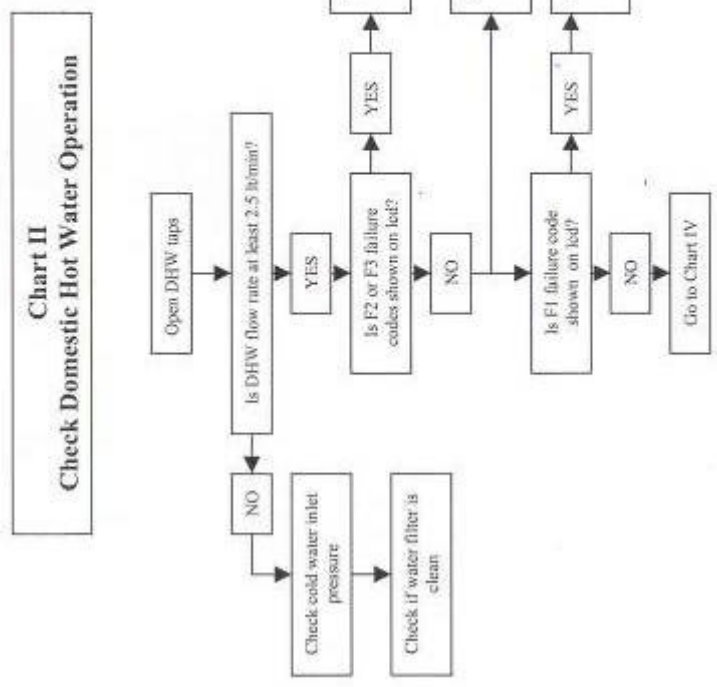 Chart II
Check Domestic Hot Water Operation
Open DHW taps
Is DHW flow rate at least 2.5 lt/min?
NO
YES
Check cold water inlet
pressure
Check if water filter is
clean
Is F2 or F3 failure
codes shown on lcd?
YES
NO
Is F1 failure code
shown on lcd?
YES
NO
Go to Chart IV